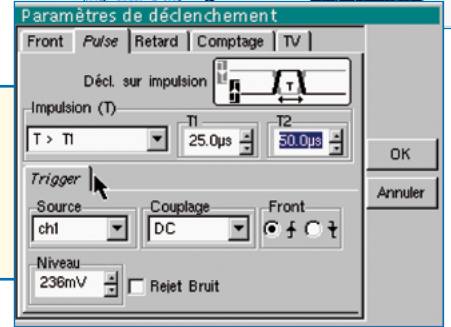 Paramètres de déclenchement
Front Pulse Retard Comptage TV
Décl. sur impulsion T
Impulsion (T) T1 T2
T > T1 25.0µs 50.0µs
OK
Trigger
Annuler
Source Couplage Front
ch1 DC
Niveau
236mV Rejet Bruit